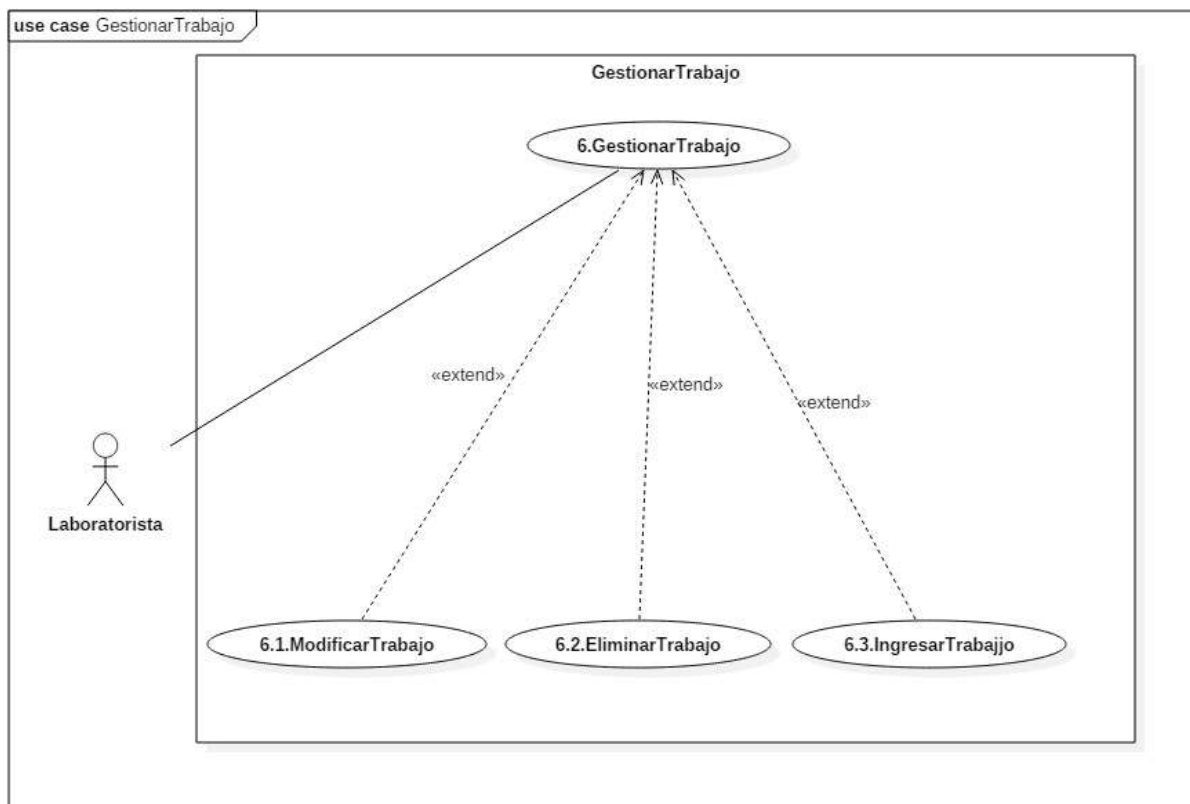 use case GestionarTrabajo
GestionarTrabajo
6.GestionarTrabajo
«extend»
«extend»
«extend»
Laboratorista
6.1.ModificarTrabajo
6.2.EliminarTrabajo
6.3.IngresarTrabajjo